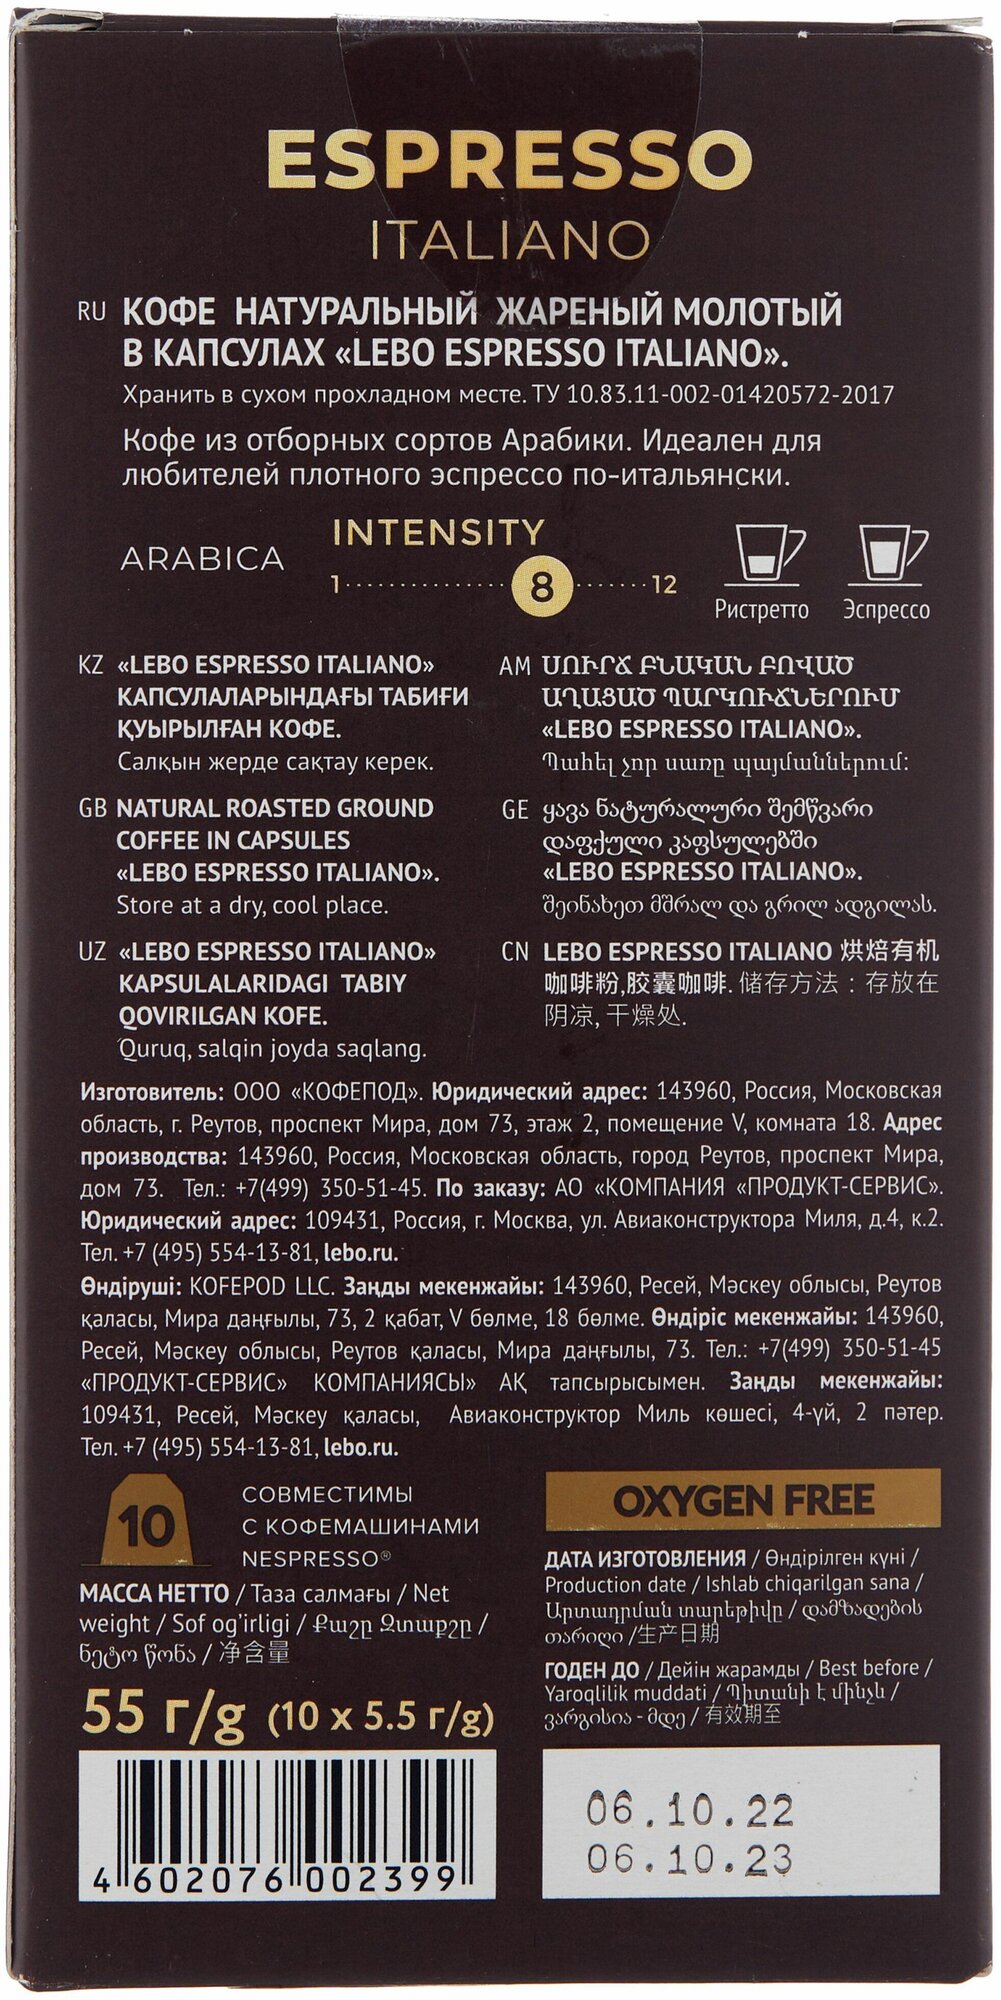 ESPRESSO
ITALIANO
RU КОФЕ НАТУРАЛЬНЫЙ ЖАРЕНЫЙ МОЛОТЫЙ
В КАПСУЛАХ «LEBO ESPRESSO ITALIANO».
Хранить в сухом прохладном месте. ТУ 10.83.11-002-01420572-2017
Кофе из отборных сортов Арабики. Идеален для
любителей плотного эспрессо по-итальянски.
ARABICA
INTENSITY
1 8 12
Ристретто Эспрессо
KZ «LEBO ESPRESSO ITALIANO»
КАПСУЛАЛАРЫНДАҒЫ ТАБИҒИ
ҚУЫРЫЛҒАН КОФЕ.
Салқын жерде сақтау керек.
AM ՍՈՒՐՃ ԲՆԱԿԱՆ ԲՈՎԱԾ
ԱՂԱՑԱԾ ՊԱՐԿՈՒՃՆԵՐՈՒՄ
«LEBO ESPRESSO ITALIANO».
Պահել չոր սառը պայմաններում:
GB NATURAL ROASTED GROUND
COFFEE IN CAPSULES
«LEBO ESPRESSO ITALIANO».
Store at a dry, cool place.
GE ყავა ნატურალური შემწვარი
დაფქული კაფსულებში
«LEBO ESPRESSO ITALIANO».
შეინახეთ მშრალ და გრილ ადგილას.
UZ «LEBO ESPRESSO ITALIANO»
KAPSULALARIDAGI TABIY
QOVIRILGAN KOFE.
Quruq, salqin joyda saqlang.
CN LEBO ESPRESSO ITALIANO 烘焙有机
咖啡粉,胶囊咖啡. 储存方法：存放在
阴凉, 干燥处.
Изготовитель: ООО «КОФЕПОД». Юридический адрес: 143960, Россия, Московская
область, г. Реутов, проспект Мира, дом 73, этаж 2, помещение V, комната 18. Адрес
производства: 143960, Россия, Московская область, город Реутов, проспект Мира,
дом 73. Тел.: +7(499) 350-51-45. По заказу: АО «КОМПАНИЯ «ПРОДУКТ-СЕРВИС».
Юридический адрес: 109431, Россия, г. Москва, ул. Авиаконструктора Миля, д.4, к.2.
Тел. +7 (495) 554-13-81, lebo.ru.
Өндіруші: KOFEPOD LLC. Заңды мекенжайы: 143960, Ресей, Мәскеу облысы, Реутов
қаласы, Мира даңғылы, 73, 2 қабат, V бөлме, 18 бөлме. Өндіріс мекенжайы: 143960,
Ресей, Мәскеу облысы, Реутов қаласы, Мира даңғылы, 73. Тел.: +7(499) 350-51-45
«ПРОДУКТ-СЕРВИС» КОМПАНИЯСЫ» АҚ тапсырысымен. Заңды мекенжайы:
109431, Ресей, Мәскеу қаласы, Авиаконструктор Миль көшесі, 4-үй, 2 пәтер.
Тел. +7 (495) 554-13-81, lebo.ru.
10
СОВМЕСТИМЫ
С КОФЕМАШИНАМИ
NESPRESSO®
МАССА НЕТТО / Таза салмағы / Net
weight / Sof og'irligi / Քաշը Զտաքշը /
ნეტო წონა / 净含量
55 г/g (10 x 5.5 г/g)
4 602076 002399
OXYGEN FREE
ДАТА ИЗГОТОВЛЕНИЯ / Өндірілген күні /
Production date / Ishlab chiqarilgan sana /
Արտադրման տարեթիվը / დამზადების
თარიღი /生产日期
ГОДЕН ДО / Дейін жарамды / Best before /
Yaroqlilik muddati / Պիտանի է մինչև /
ვარგისია - მდე / 有效期至
06.10.22
06.10.23